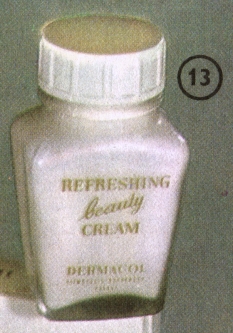 13
REFRESHING
beauty
CREAM
DERMACOL